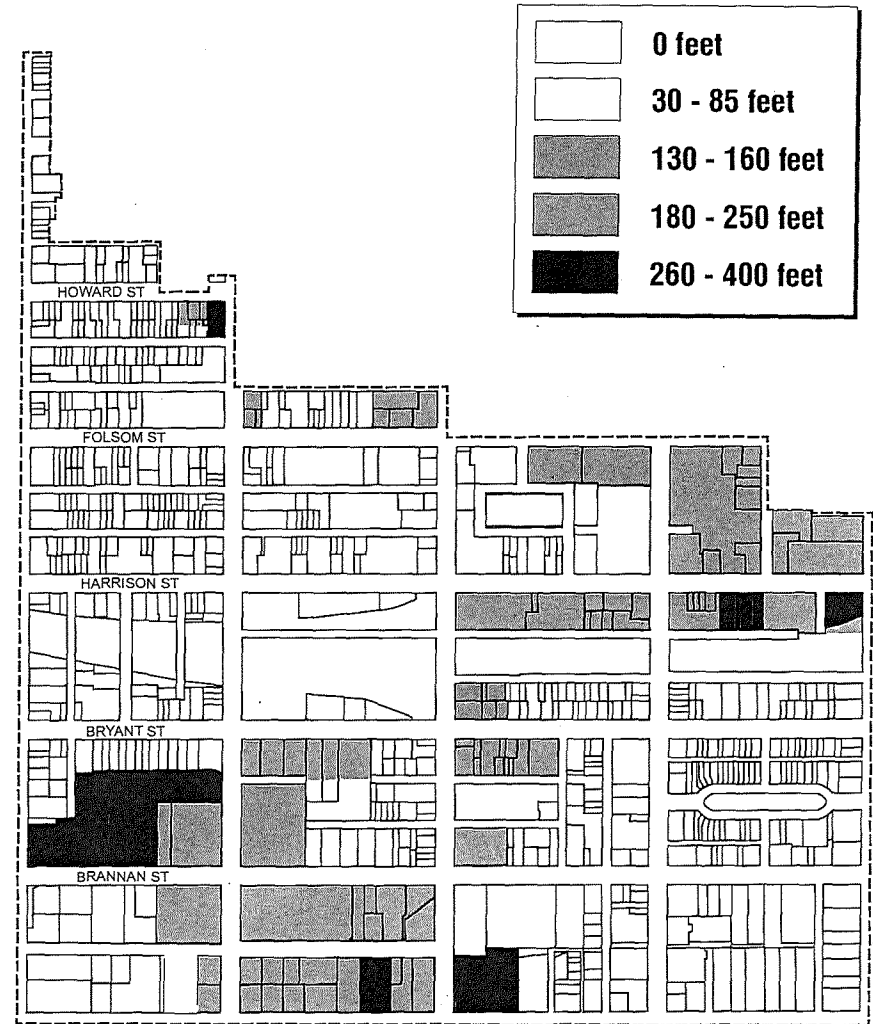 0 feet
30 - 85 feet
130 - 160 feet
180 - 250 feet
260 - 400 feet
HOWARD ST
FOLSOM ST
HARRISON ST
BRYANT ST
BRANNAN ST